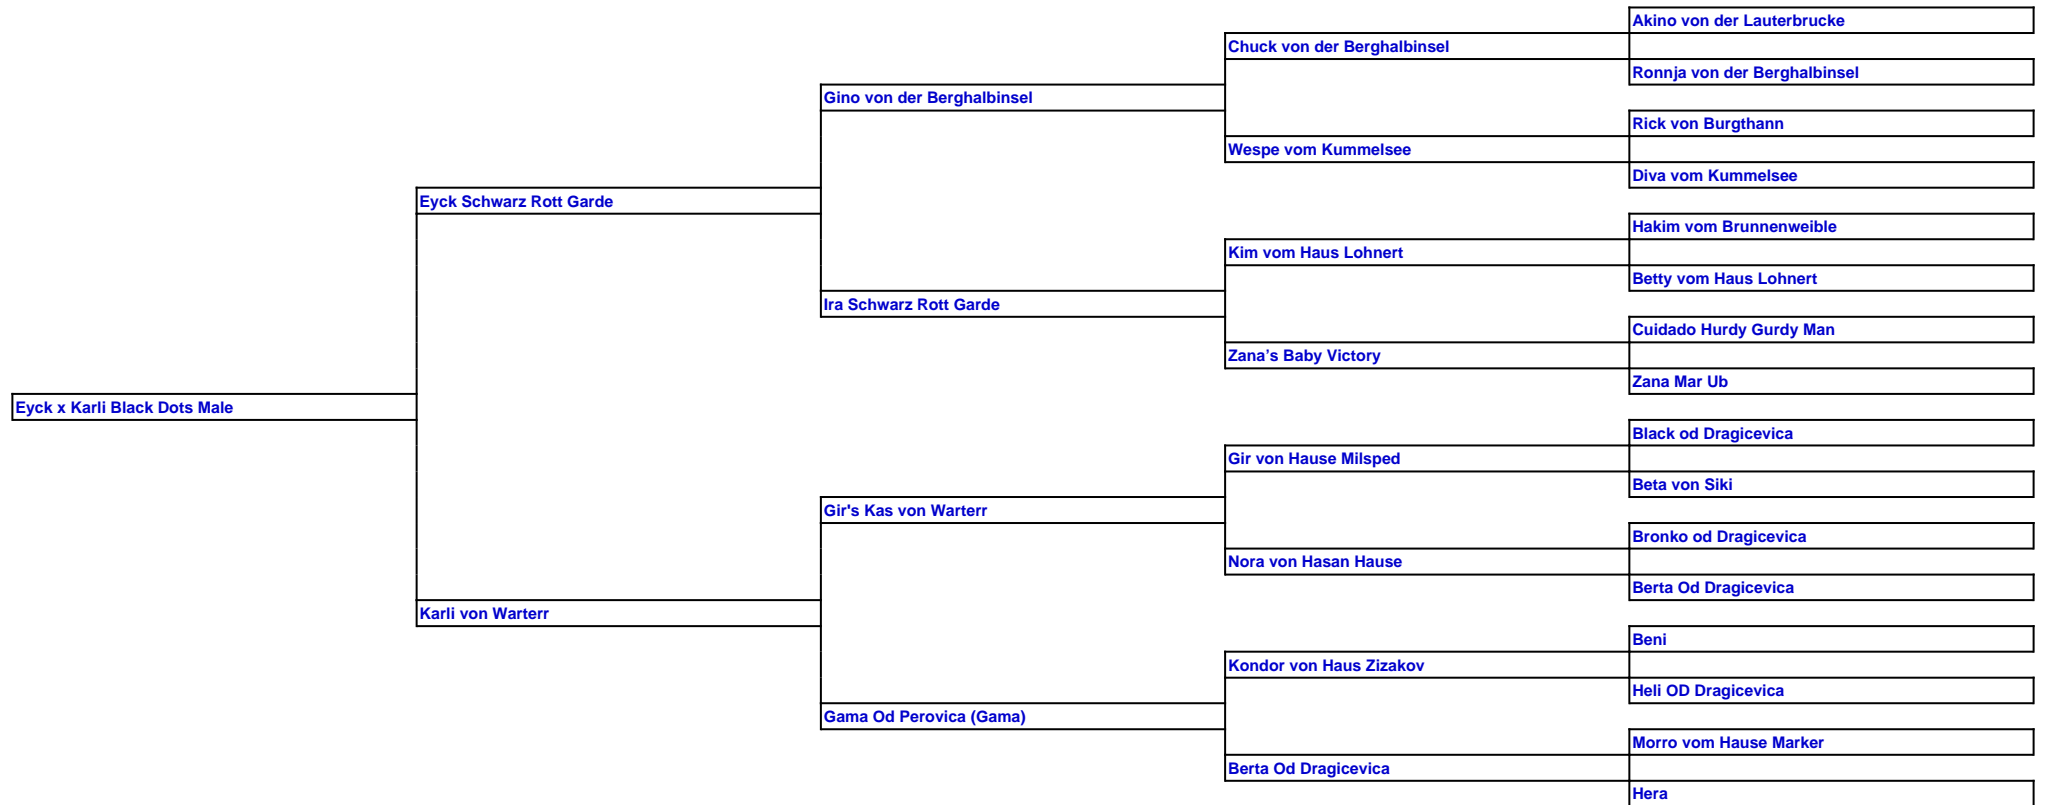 Akino von der Lauterbrucke
Chuck von der Berghalbinsel
Ronnja von der Berghalbinsel
Gino von der Berghalbinsel
Rick von Burgthann
Wespe vom Kummelsee
Diva vom Kummelsee
Eyck Schwarz Rott Garde
Hakim vom Brunnenweible
Kim vom Haus Lohnert
Betty vom Haus Lohnert
Ira Schwarz Rott Garde
Cuidado Hurdy Gurdy Man
Zana’s Baby Victory
Zana Mar Ub
Eyck x Karli Black Dots Male
Black od Dragicevica
Gir von Hause Milsped
Beta von Siki
Gir's Kas von Warterr
Bronko od Dragicevica
Nora von Hasan Hause
Berta Od Dragicevica
Karli von Warterr
Beni
Kondor von Haus Zizakov
Heli OD Dragicevica
Gama Od Perovica (Gama)
Morro vom Hause Marker
Berta Od Dragicevica
Hera